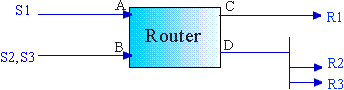 S1 A C R1
Router
S2,S3 B D
R2
R3